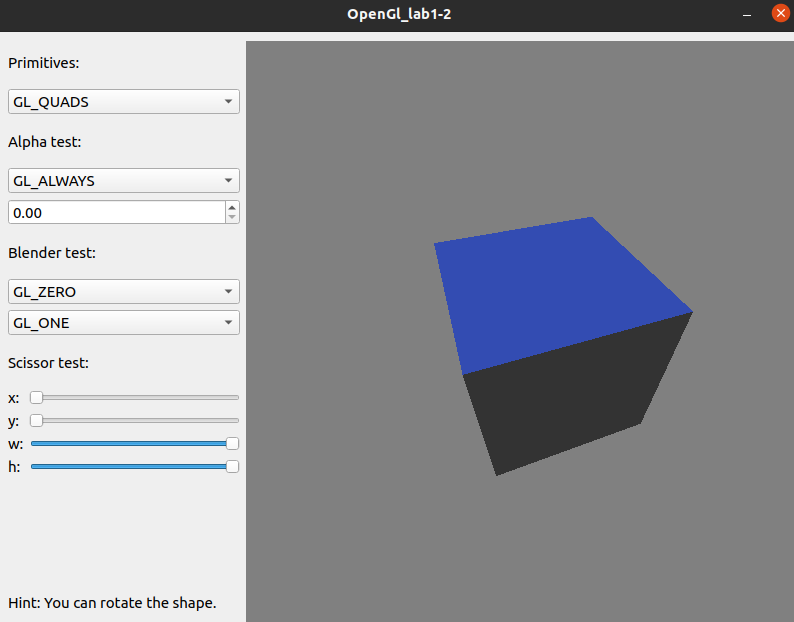 OpenGl_lab1-2
Primitives:
GL_QUADS
Alpha test:
GL_ALWAYS
0.00
Blender test:
GL_ZERO
GL_ONE
Scissor test:
x:
y:
w:
h:
Hint: You can rotate the shape.